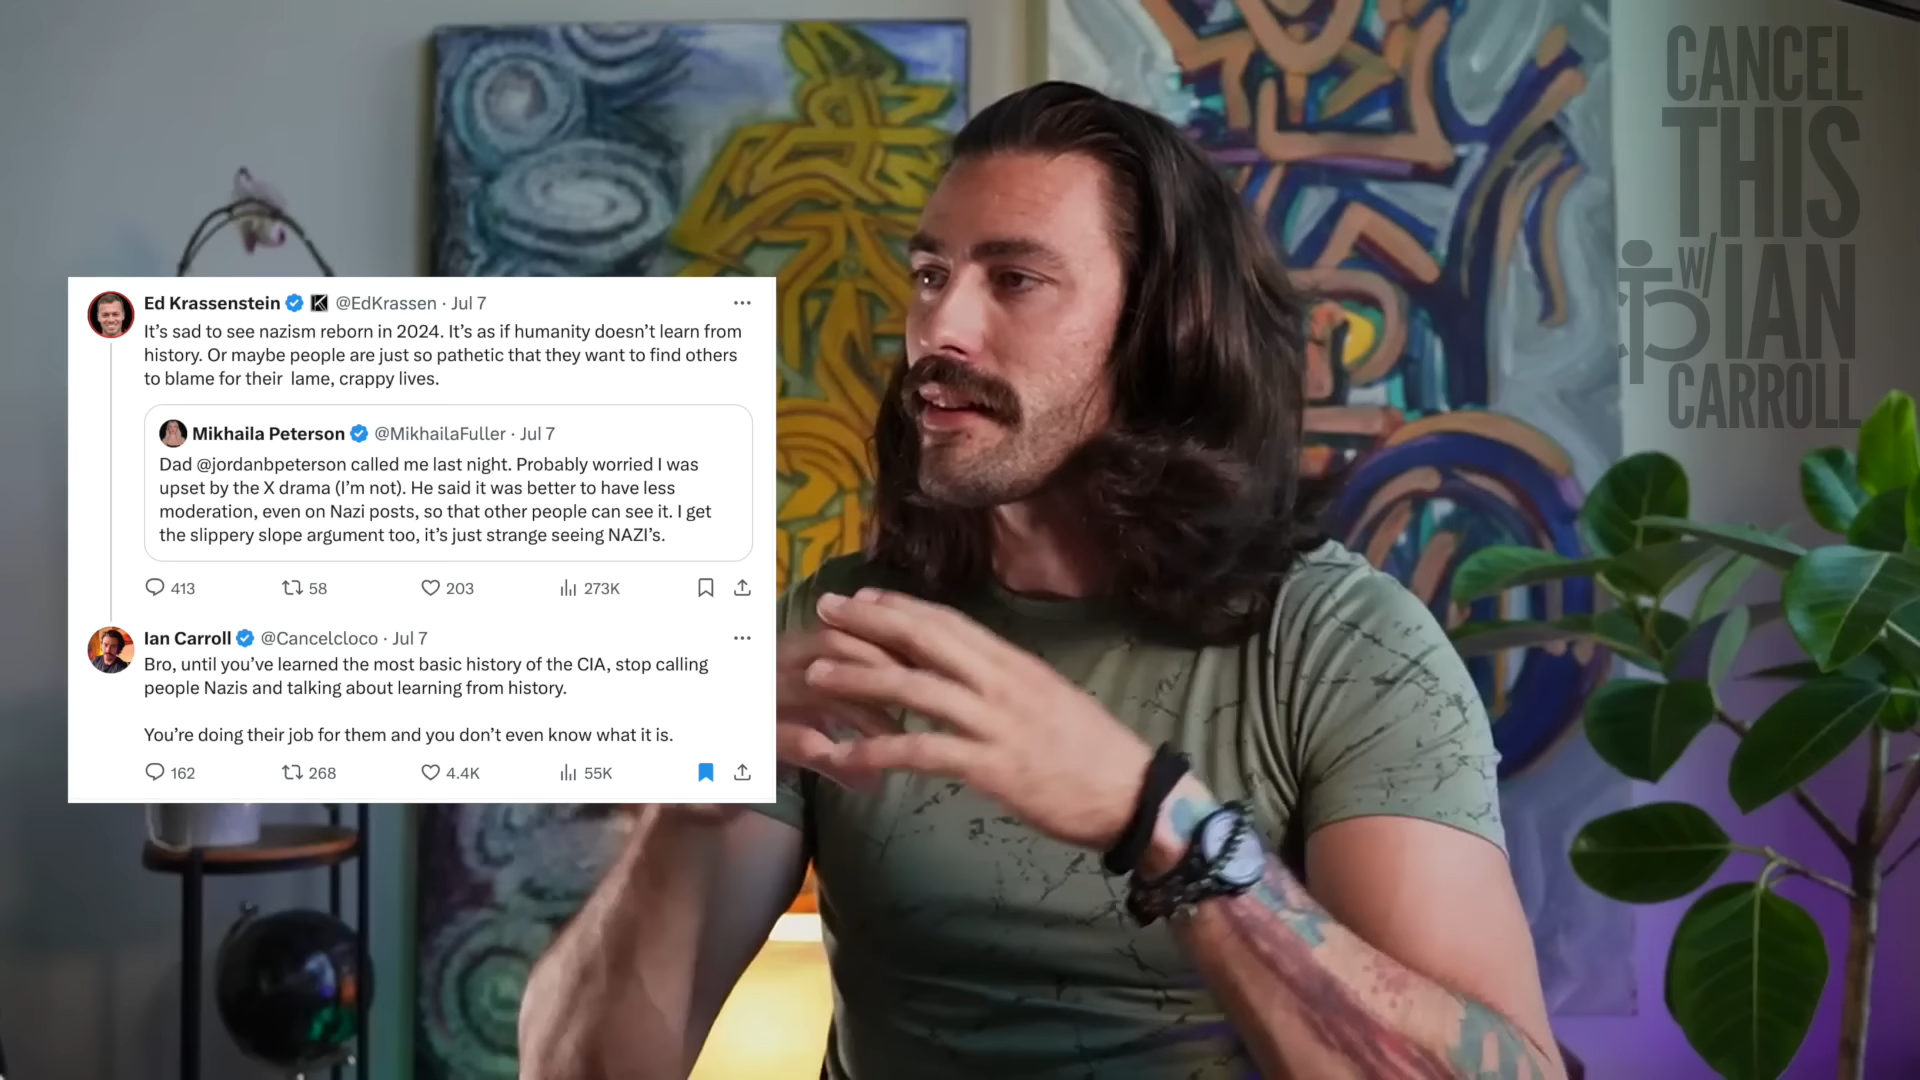 CANCEL
THIS
W/ IAN
CARROLL
Ed Krassenstein @EdKrassen · Jul 7
It’s sad to see nazism reborn in 2024. It’s as if humanity doesn’t learn from
history. Or maybe people are just so pathetic that they want to find others
to blame for their lame, crappy lives.
Mikhaila Peterson @MikhailaFuller · Jul 7
Dad @jordanbpeterson called me last night. Probably worried I was
upset by the X drama (I’m not). He said it was better to have less
moderation, even on Nazi posts, so that other people can see it. I get
the slippery slope argument too, it’s just strange seeing NAZI’s.
413 58 203 273K
Ian Carroll @Cancelcloco · Jul 7
Bro, until you’ve learned the most basic history of the CIA, stop calling
people Nazis and talking about learning from history.
You’re doing their job for them and you don’t even know what it is.
162 268 4.4K 55K